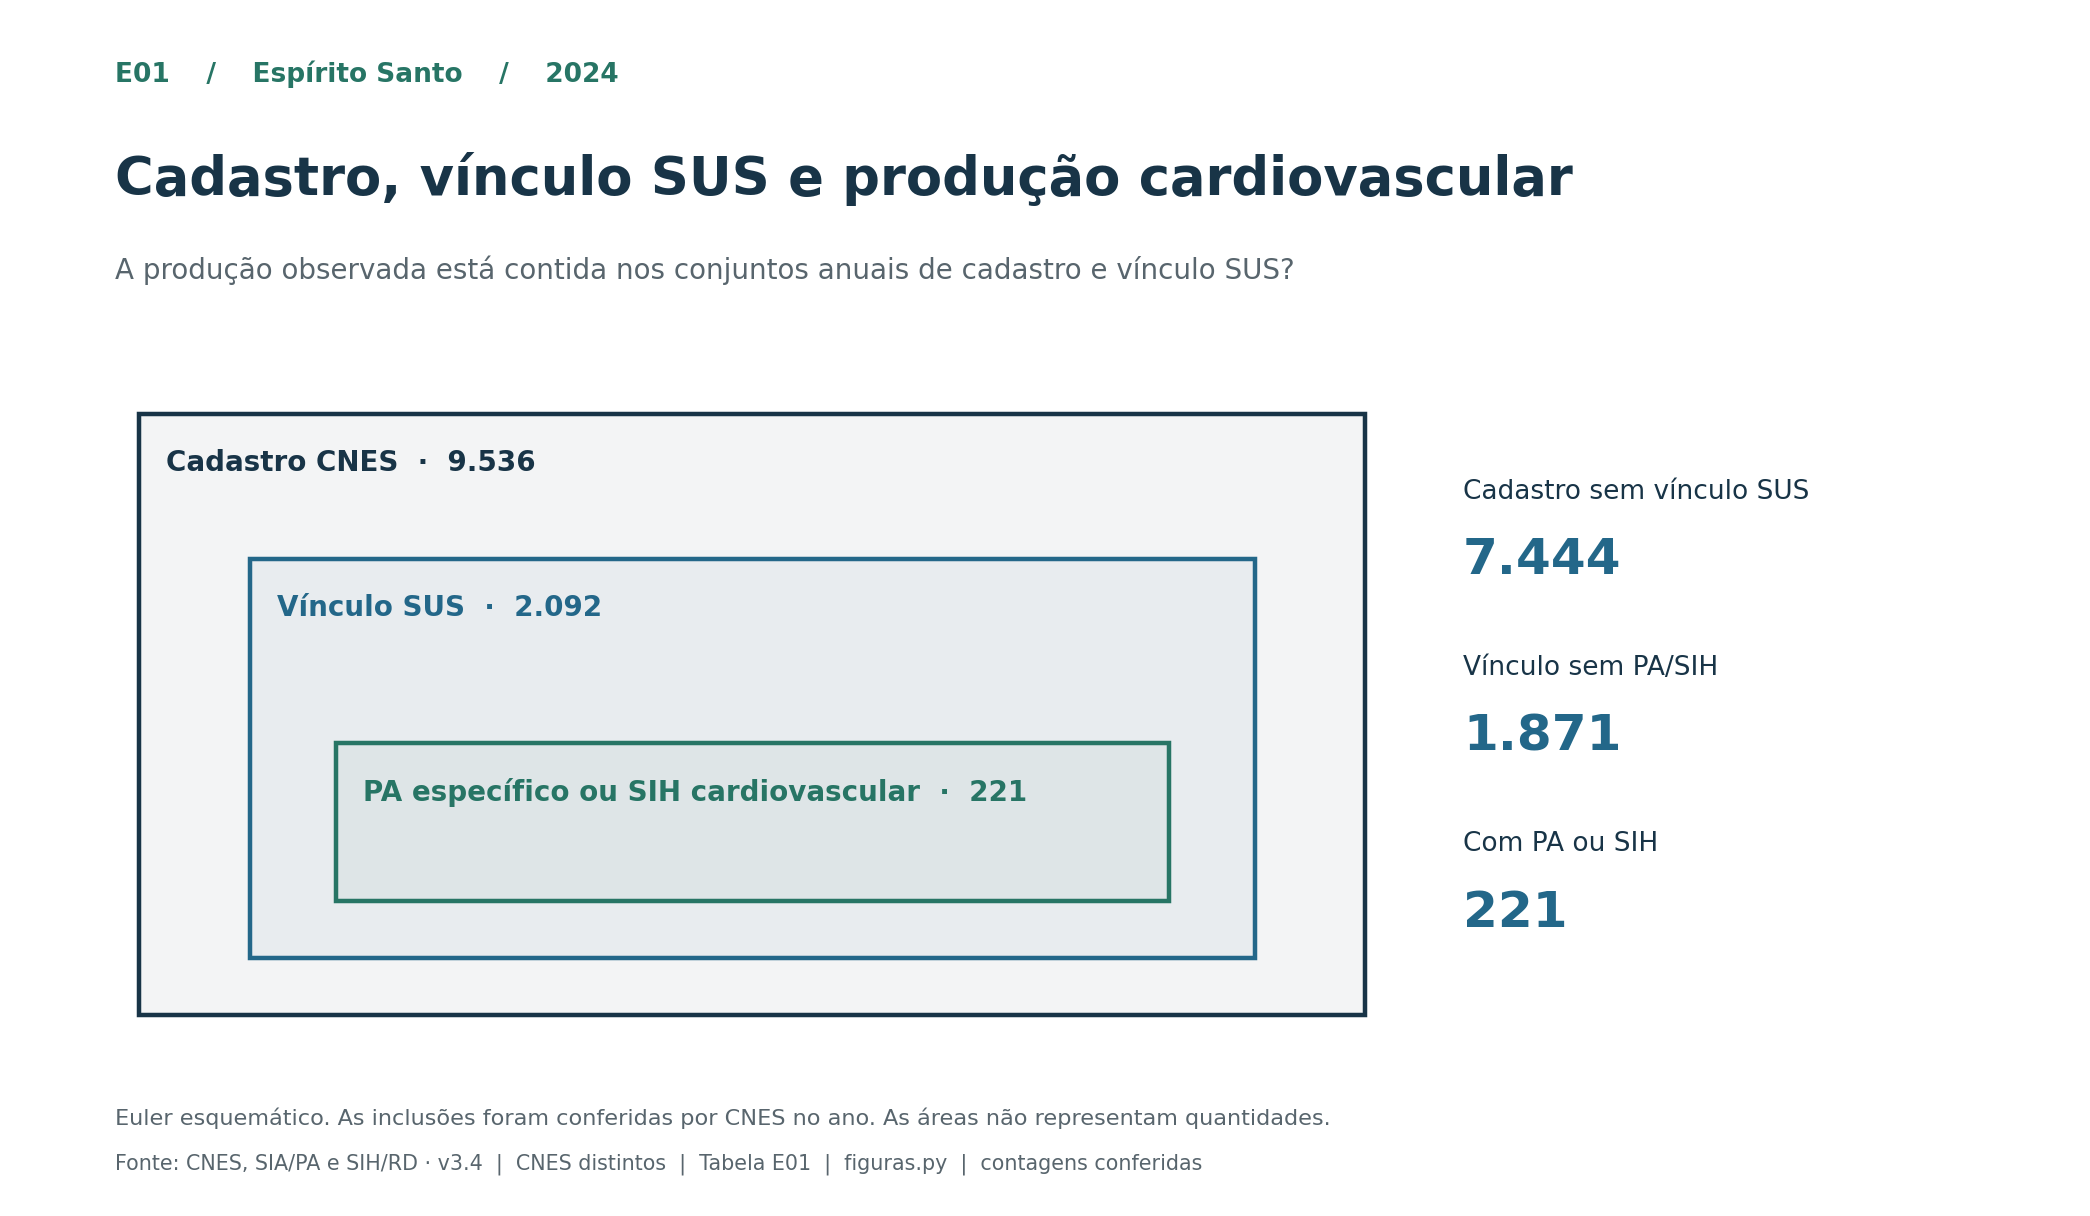 E01 / Espírito Santo / 2024
Cadastro, vínculo SUS e produção cardiovascular
A produção observada está contida nos conjuntos anuais de cadastro e vínculo SUS?
Cadastro CNES · 9.536
Vínculo SUS · 2.092
PA específico ou SIH cardiovascular · 221
Cadastro sem vínculo SUS
7.444
Vínculo sem PA/SIH
1.871
Com PA ou SIH
221
Euler esquemático. As inclusões foram conferidas por CNES no ano. As áreas não representam quantidades.
Fonte: CNES, SIA/PA e SIH/RD · v3.4 | CNES distintos | Tabela E01 | figuras.py | contagens conferidas